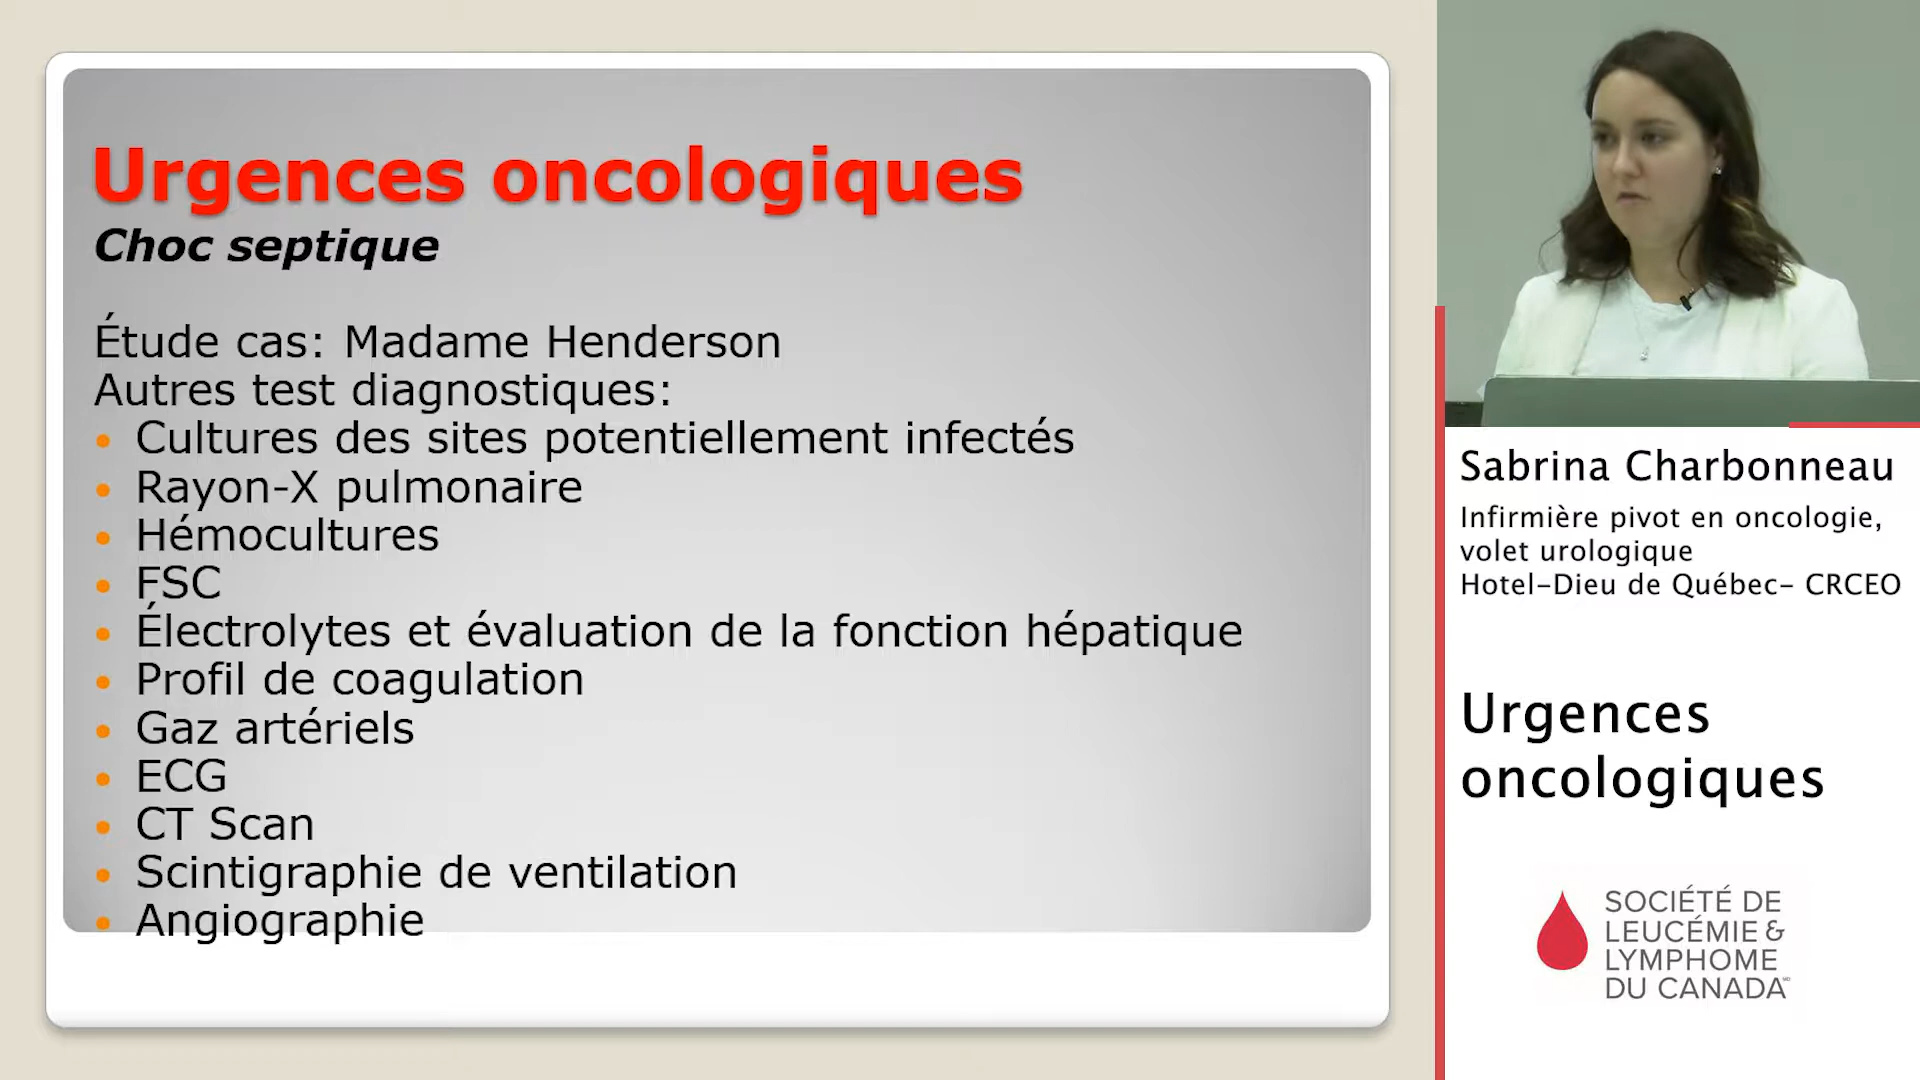 Urgences oncologiques
Choc septique
Étude cas: Madame Henderson
Autres test diagnostiques:
• Cultures des sites potentiellement infectés
• Rayon-X pulmonaire
• Hémocultures
• FSC
• Électrolytes et évaluation de la fonction hépatique
• Profil de coagulation
• Gaz artériels
• ECG
• CT Scan
• Scintigraphie de ventilation
• Angiographie
Sabrina Charbonneau
Infirmière pivot en oncologie,
volet urologique
Hotel-Dieu de Québec- CRCEO
Urgences
oncologiques
SOCIÉTÉ DE
LEUCÉMIE &
LYMPHOME
DU CANADA